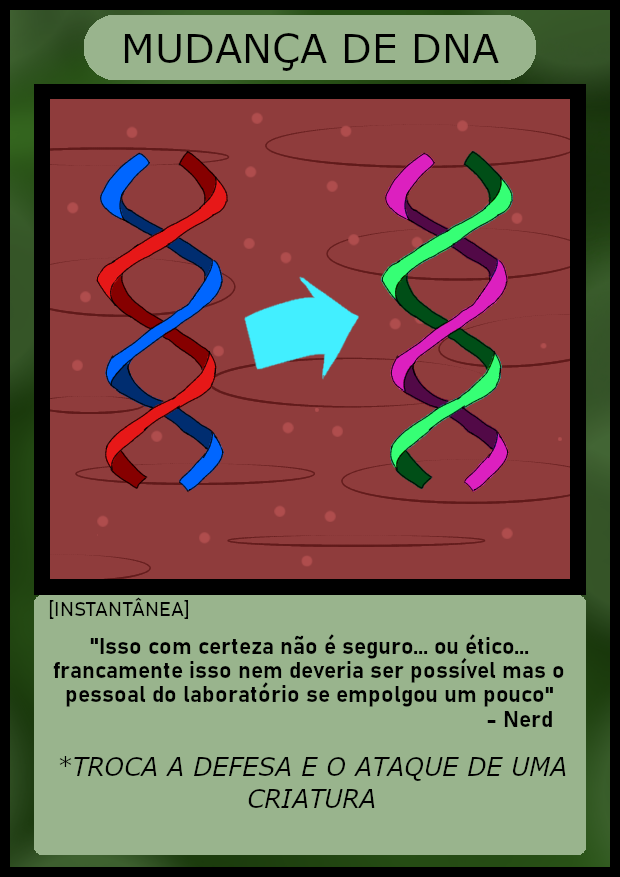 MUDANÇA DE DNA
[INSTANTÂNEA]
"Isso com certeza não é seguro... ou ético...
francamente isso nem deveria ser possível mas o
pessoal do laboratório se empolgou um pouco"
- Nerd
*TROCA A DEFESA E O ATAQUE DE UMA
CRIATURA